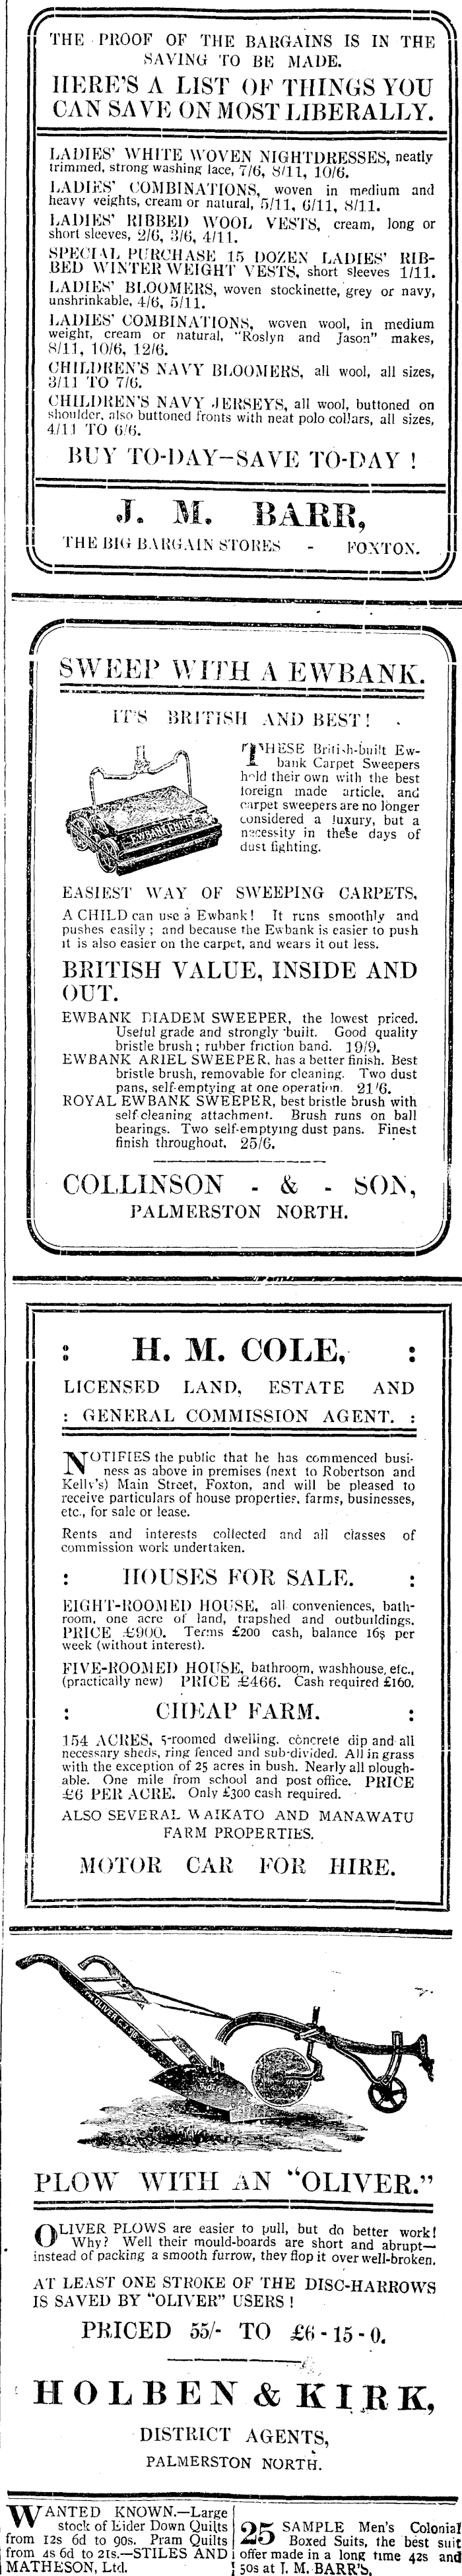 THE PROOF OF THE BARGAINS IS IN THE
SAVING TO BE MADE.
HERE'S A LIST OF THINGS YOU
CAN SAVE ON MOST LIBERALLY.
LADIES' WHITE WOVEN NIGHTDRESSES, neatly
trimmed, strong washing lace, 7/6, 8/11, 10/6.
LADIES' COMBINATIONS, woven in medium and
heavy weights, cream or natural, 5/11, 6/11, 8/11.
LADIES' RIBBED WOOL VESTS, cream, long or
short sleeves, 2/6, 3/6, 4/11.
SPECIAL PURCHASE 15 DOZEN LADIES' RIB-
BED WINTER WEIGHT VESTS, short sleeves 1/11.
LADIES' BLOOMERS, woven stockinette, grey or navy,
unshrinkable, 4/6, 5/11.
LADIES' COMBINATIONS, woven wool, in medium
weight, cream or natural, "Roslyn and Jason" makes,
8/11, 10/6, 12/6.
CHILDREN'S NAVY BLOOMERS, all wool, all sizes,
3/11 TO 7/6.
CHILDREN'S NAVY JERSEYS, all wool, buttoned on
shoulder, also buttoned fronts with neat polo collars, all sizes,
4/11 TO 6/6.
BUY TO-DAY—SAVE TO-DAY !
J. M. BARR,
THE BIG BARGAIN STORES - FOXTON.
SWEEP WITH A EWBANK.
IT'S BRITISH AND BEST!
THESE British-built Ew-
bank Carpet Sweepers
hold their own with the best
foreign made article, and
carpet sweepers are no longer
considered a luxury, but a
necessity in these days of
dust fighting.
EASIEST WAY OF SWEEPING CARPETS,
A CHILD can use a Ewbank! It runs smoothly and
pushes easily ; and because the Ewbank is easier to push
it is also easier on the carpet, and wears it out less.
BRITISH VALUE, INSIDE AND
OUT.
EWBANK DIADEM SWEEPER, the lowest priced.
Useful grade and strongly built. Good quality
bristle brush ; rubber friction band. 19/9.
EWBANK ARIEL SWEEPER, has a better finish. Best
bristle brush, removable for cleaning. Two dust
pans, self-emptying at one operation. 21/6.
ROYAL EWBANK SWEEPER, best bristle brush with
self cleaning attachment. Brush runs on ball
bearings. Two self-emptying dust pans. Finest
finish throughout, 25/6.
COLLINSON - & - SON,
PALMERSTON NORTH.
: H. M. COLE, :
LICENSED LAND, ESTATE AND
: GENERAL COMMISSION AGENT. :
NOTIFIES the public that he has commenced busi-
ness as above in premises (next to Robertson and
Kelly's) Main Street, Foxton, and will be pleased to
receive particulars of house properties, farms, businesses,
etc., for sale or lease.
Rents and interests collected and all classes of
commission work undertaken.
: HOUSES FOR SALE. :
EIGHT-ROOMED HOUSE, all conveniences, bath-
room, one acre of land, trapshed and outbuildings.
PRICE £900. Terms £200 cash, balance 16s per
week (without interest).
FIVE-ROOMED HOUSE, bathroom, washhouse, etc.,
(practically new) PRICE £466. Cash required £160.
: CHEAP FARM. :
154 ACRES, 5-roomed dwelling, concrete dip and all
necessary sheds, ring fenced and sub-divided. All in grass
with the exception of 25 acres in bush. Nearly all plough-
able. One mile from school and post office. PRICE
£6 PER ACRE. Only £300 cash required.
ALSO SEVERAL WAIKATO AND MANAWATU
FARM PROPERTIES.
MOTOR CAR FOR HIRE.
PLOW WITH AN "OLIVER."
OLIVER PLOWS are easier to pull, but do better work!
Why? Well their mould-boards are short and abrupt—
instead of packing a smooth furrow, they flop it over well-broken.
AT LEAST ONE STROKE OF THE DISC-HARROWS
IS SAVED BY "OLIVER" USERS !
PRICED 55/- TO £6-15-0.
HOLBEN & KIRK,
DISTRICT AGENTS,
PALMERSTON NORTH.
WANTED KNOWN.—Large
stock of Eider Down Quilts
from 12s 6d to 90s. Pram Quilts
from 4s 6d to 21s.—STILES AND
MATHESON, Ltd.
25 SAMPLE Men's Colonial
Boxed Suits, the best suit
offer made in a long time 42s and
50s at J. M. BARR'S,